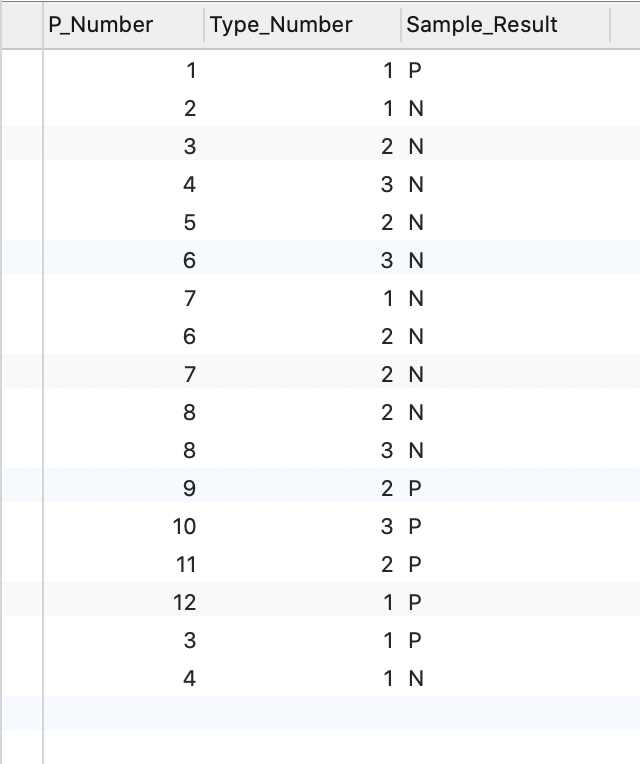 P_Number Type_Number Sample_Result
1 1 P
2 1 N
3 2 N
4 3 N
5 2 N
6 3 N
7 1 N
6 2 N
7 2 N
8 2 N
8 3 N
9 2 P
10 3 P
11 2 P
12 1 P
3 1 P
4 1 N